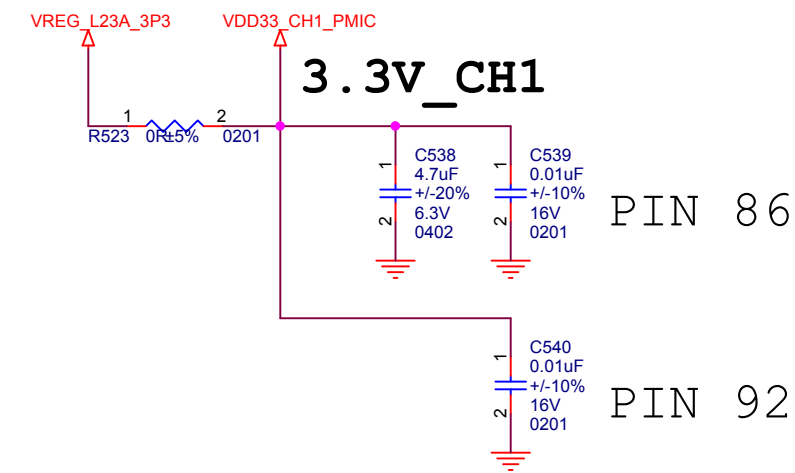 VREG_L23A_3P3
VDD33_CH1_PMIC
3.3V_CH1
1
2
R523
0R±5%
0201
1
2
C538
4.7uF
+/-20%
6.3V
0402
1
2
C539
0.01uF
+/-10%
16V
0201
PIN 86
1
2
C540
0.01uF
+/-10%
16V
0201
PIN 92